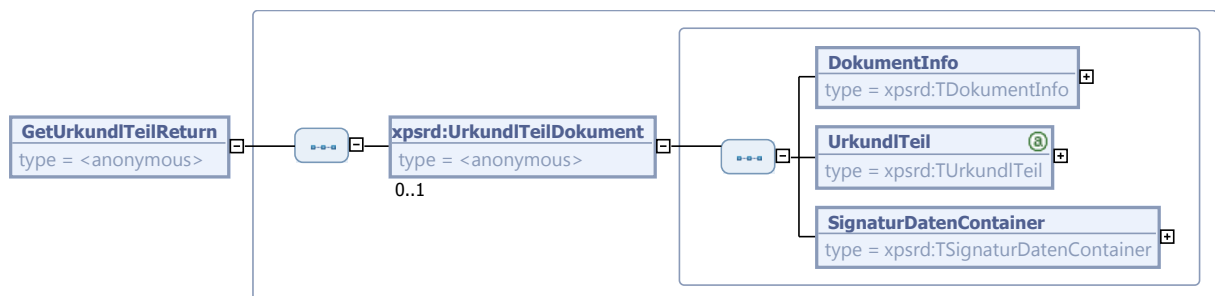 GetUrkundlTeilReturn
type = <anonymous>
xpsrd:UrkundlTeilDokument
type = <anonymous>
0..1
DokumentInfo
type = xpsrd:TDokumentInfo
UrkundlTeil
a
type = xpsrd:TUrkundlTeil
SignaturDatenContainer
type = xpsrd:TSignaturDatenContainer